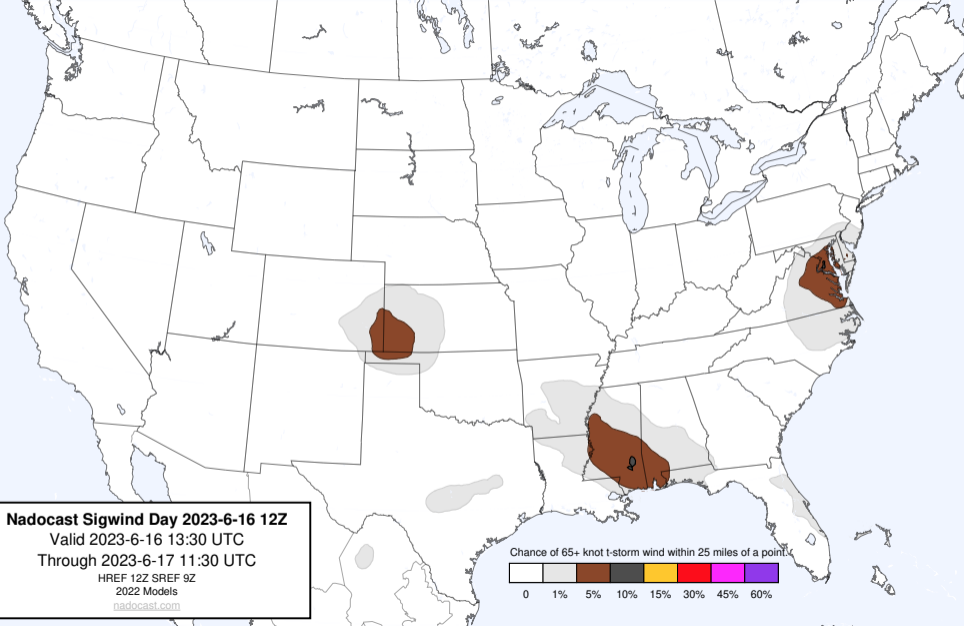 Nadocast Sigwind Day 2023-6-16 12Z
Valid 2023-6-16 13:30 UTC
Through 2023-6-17 11:30 UTC
HREF 12Z SREF 9Z
2022 Models
nadocast.com
Chance of 65+ knot t-storm wind within 25 miles of a point.
0 1% 5% 10% 15% 30% 45% 60%